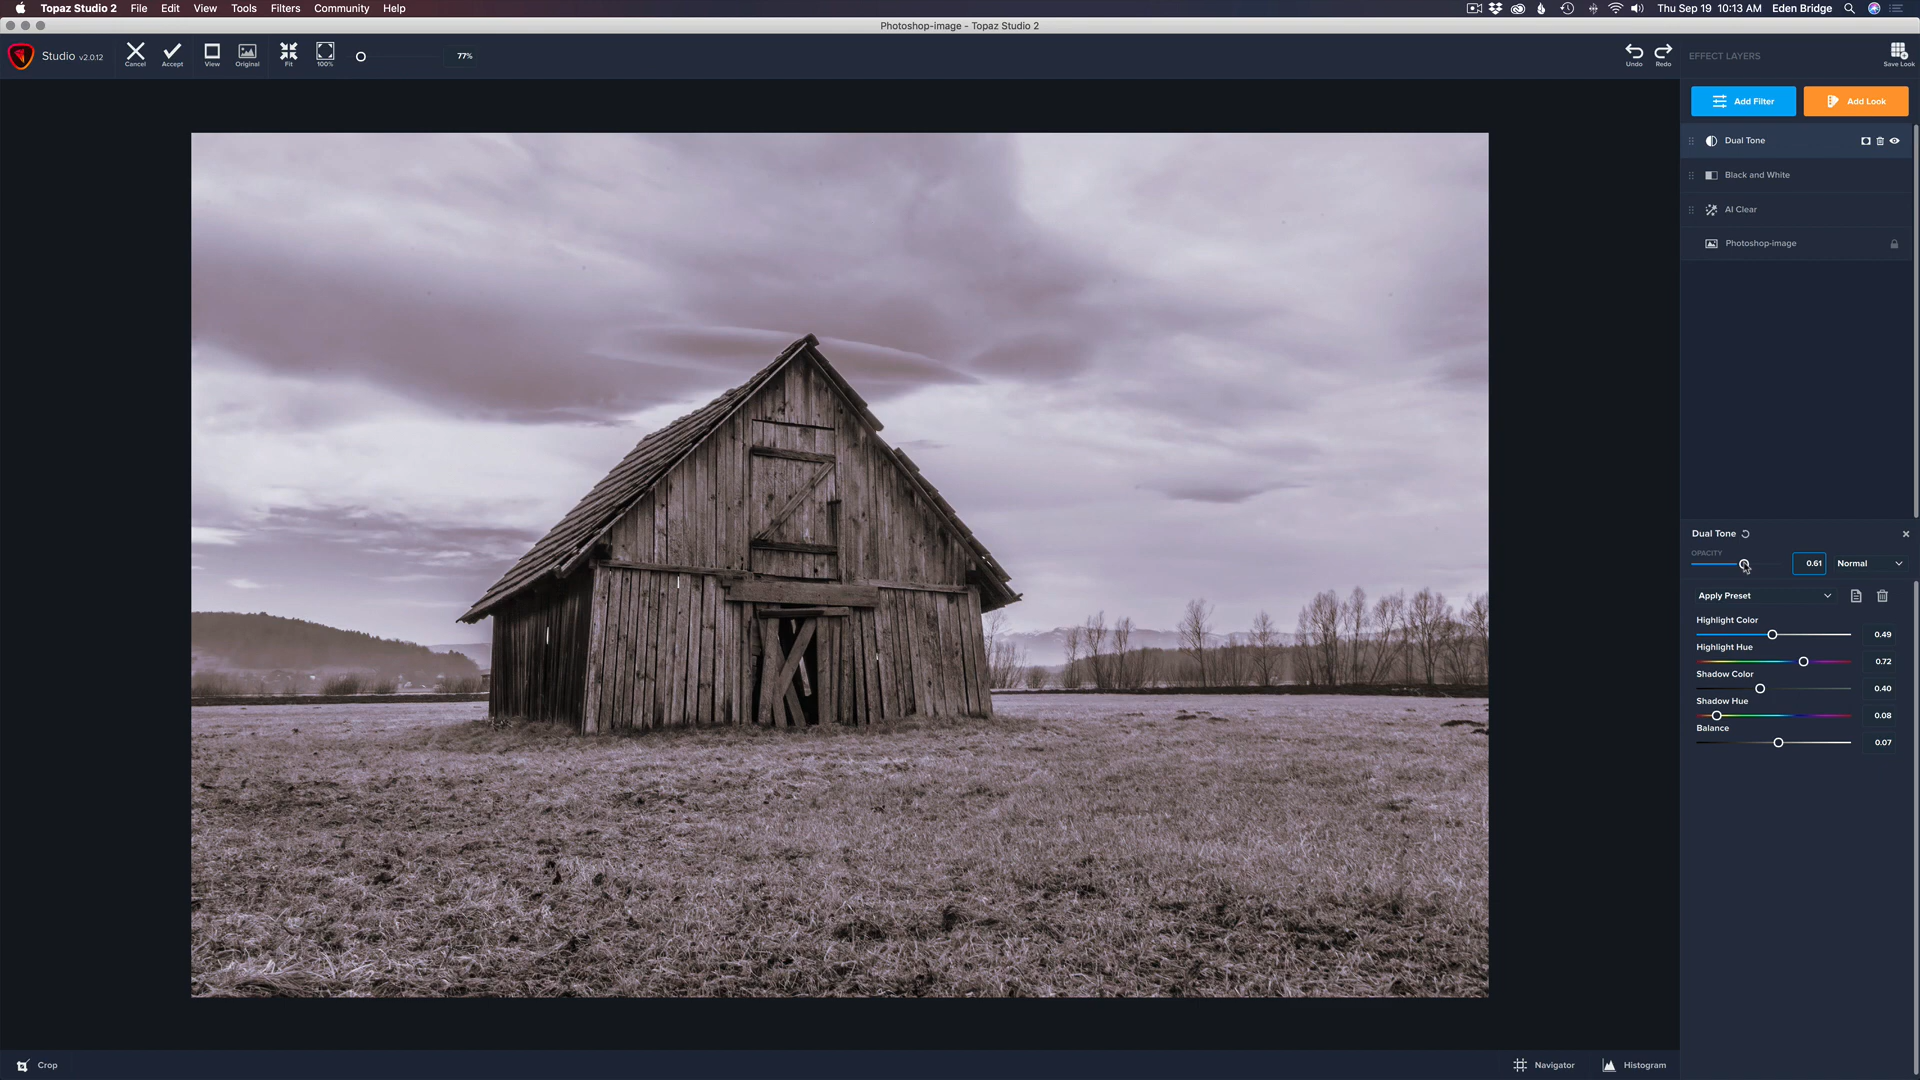 Topaz Studio 2 File Edit View Tools Filters Community Help Thu Sep 19 10:13 AM Eden Bridge
Photoshop-image - Topaz Studio 2
Studio v2.0.12 Cancel Accept View Original Fit 100% 77% Undo Redo EFFECT LAYERS Save Look
Add Filter Add Look
Dual Tone
Black and White
AI Clear
Photoshop-image
Dual Tone
OPACITY
0.61 Normal
Apply Preset
Highlight Color
0.49
Highlight Hue
0.72
Shadow Color
0.40
Shadow Hue
0.08
Balance
0.07
Crop Navigator Histogram